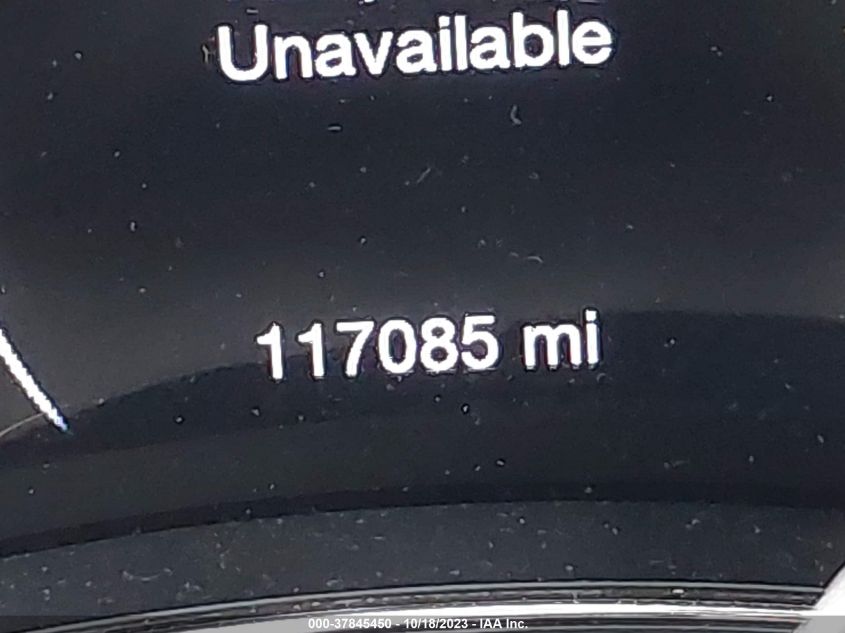 Unavailable
117085 mi
000-37845450 - 10/18/2023 - IAA Inc.